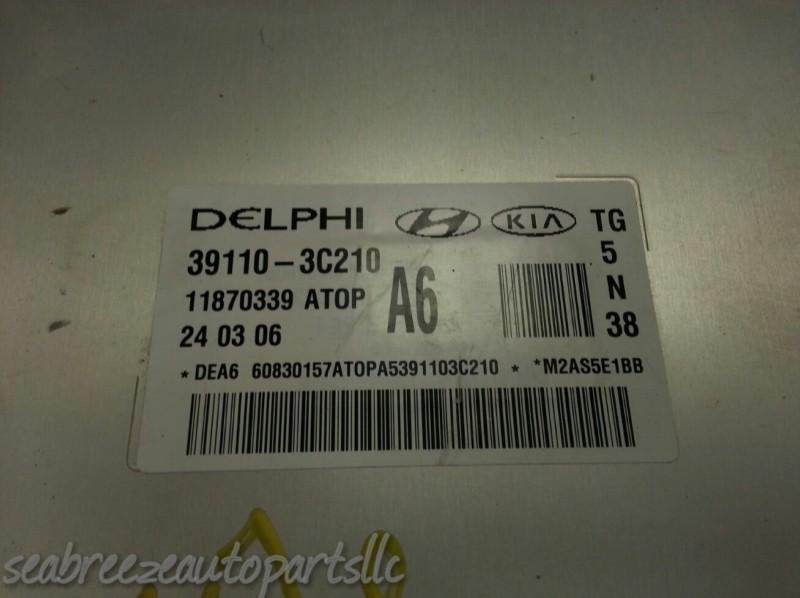 DELPHI KIA TG
39110-3C210 5
11870339 ATOP A6 N
24 03 06 38
* DEA6 60830157ATOPA5391103C210 * *M2AS5E1BB
seabreezeautopartsllc